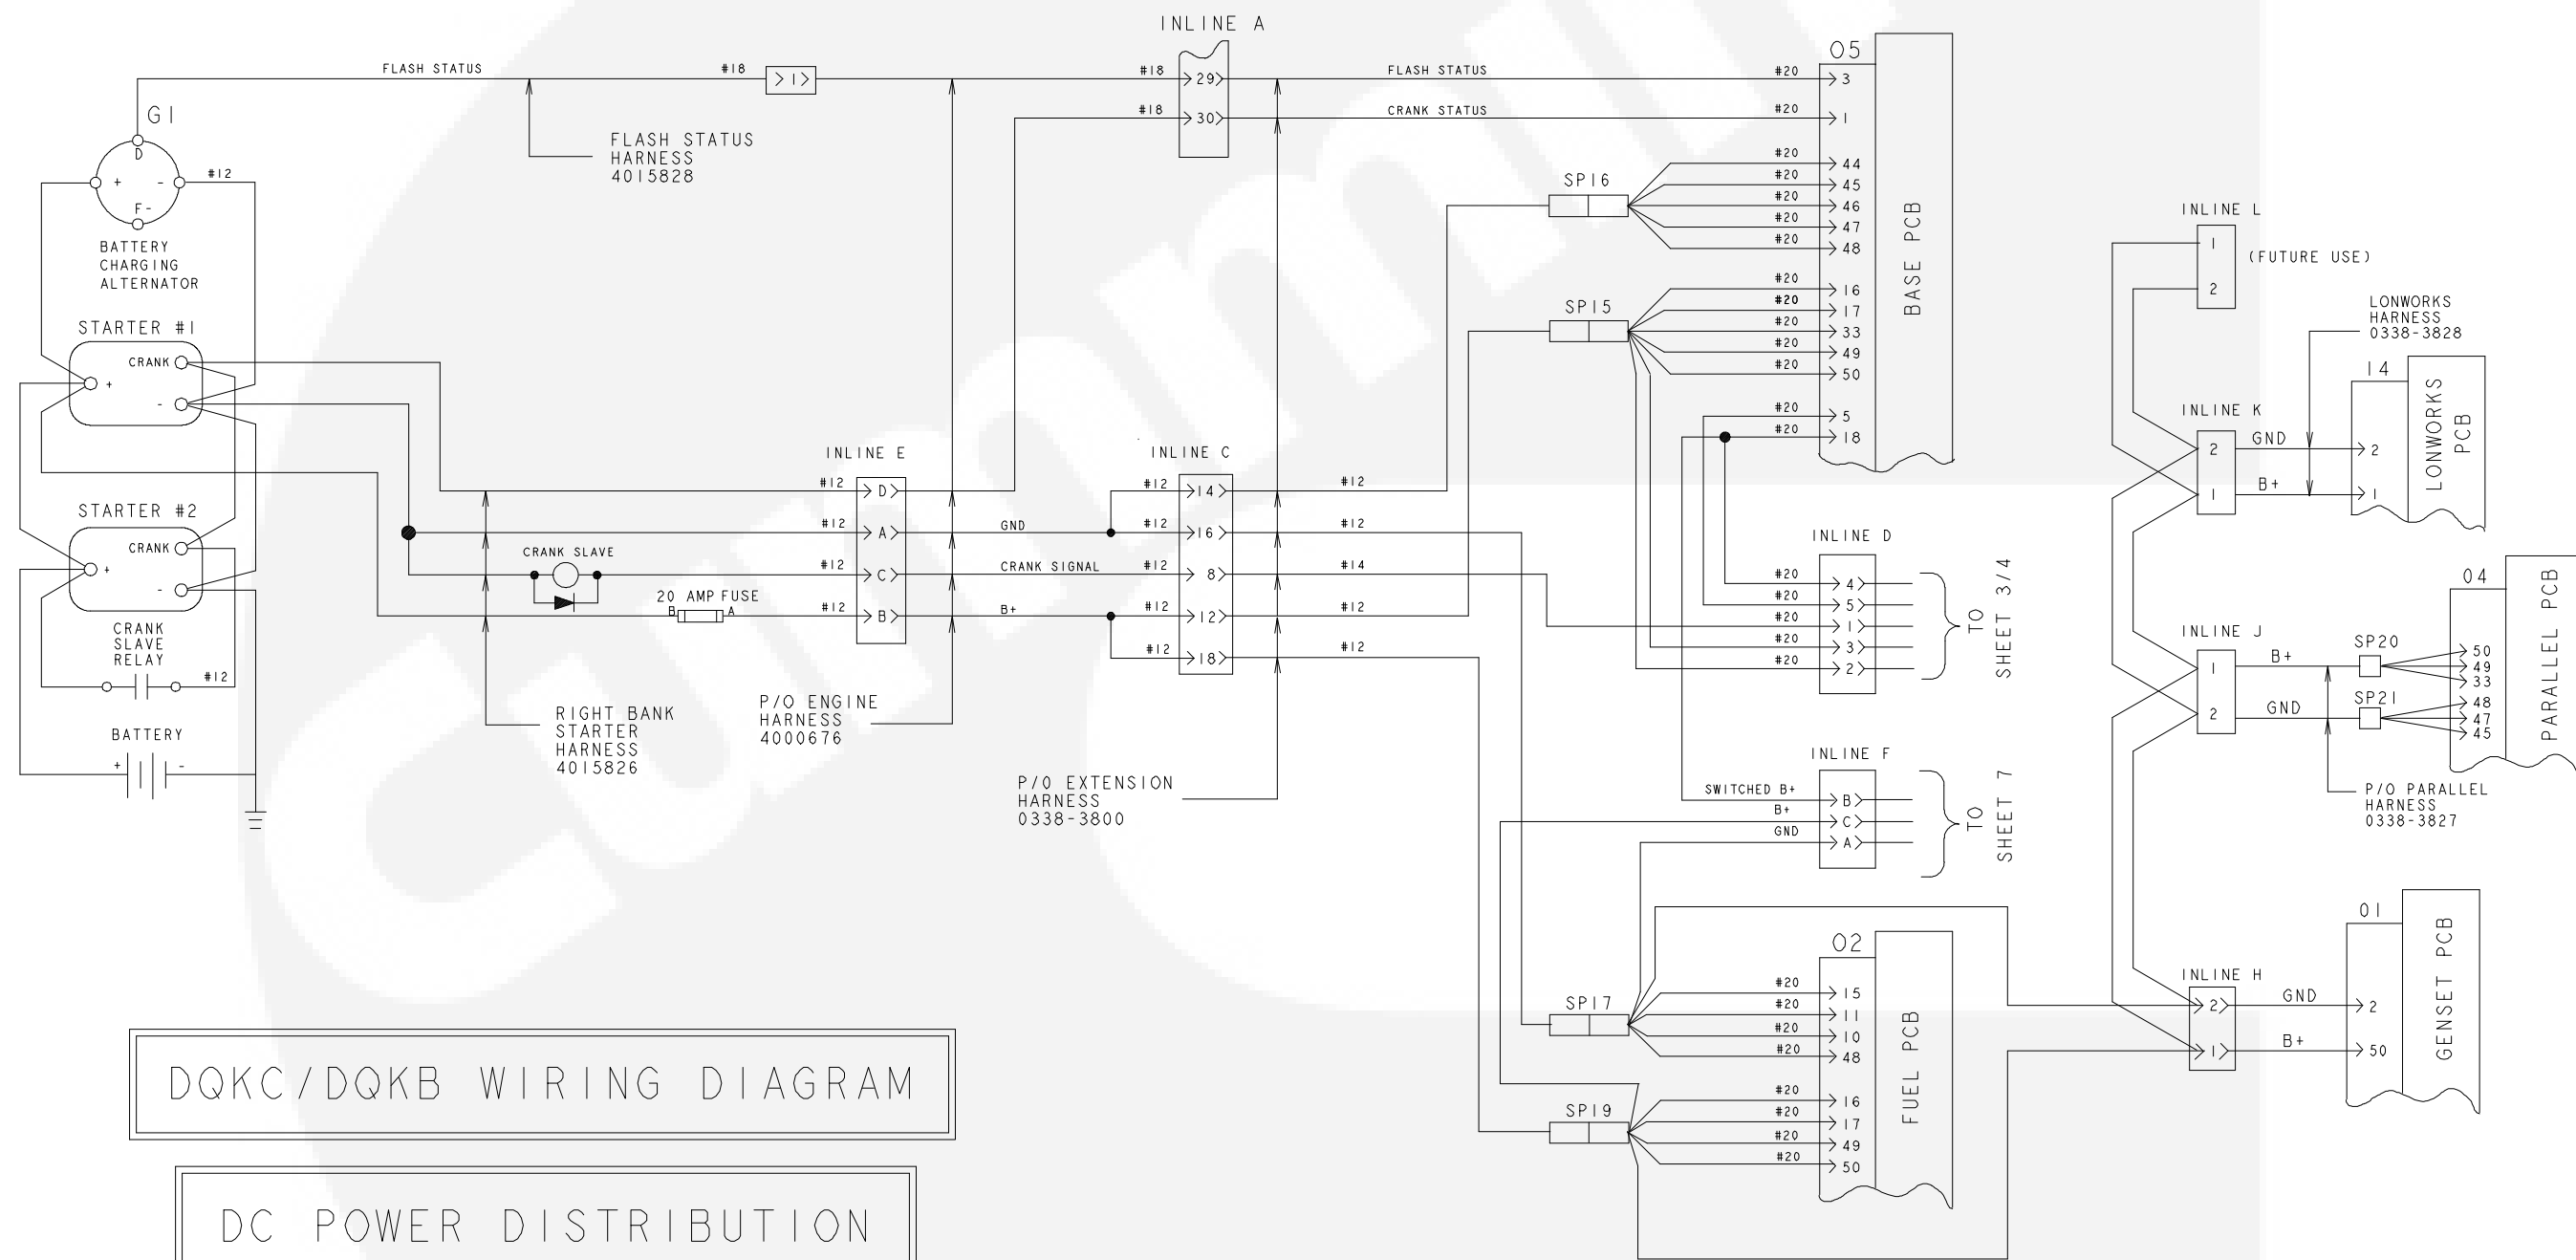 INLINE A
FLASH STATUS
#18
1
#18
29
FLASH STATUS
#20
3
#18
30
CRANK STATUS
#20
1
05
BASE PCB
G1
D
+
-
F-
#12
BATTERY
CHARGING
ALTERNATOR
FLASH STATUS
HARNESS
4015828
SP16
#20
44
#20
45
#20
46
#20
47
#20
48
SP15
#20
16
#20
17
#20
33
#20
49
#20
50
#20
5
#20
18
STARTER #1
CRANK
+
-
STARTER #2
CRANK
+
-
CRANK
SLAVE
RELAY
#12
BATTERY
+
-
CRANK SLAVE
20 AMP FUSE
B
A
INLINE E
#12
D
#12
A
#12
C
#12
B
GND
CRANK SIGNAL
B+
INLINE C
#12
14
#12
#12
16
#12
#12
8
#14
#12
12
#12
#12
18
#12
RIGHT BANK
STARTER
HARNESS
4015826
P/O ENGINE
HARNESS
4000676
P/O EXTENSION
HARNESS
0338-3800
INLINE D
#20
4
#20
5
#20
1
#20
3
#20
2
TO
SHEET 3/4
INLINE F
SWITCHED B+
B
B+
C
GND
A
TO
SHEET 7
SP17
02
FUEL PCB
#20
15
#20
11
#20
10
#20
48
SP19
#20
16
#20
17
#20
49
#20
50
INLINE L
1
2
(FUTURE USE)
LONWORKS
HARNESS
0338-3828
INLINE K
2
GND
2
1
B+
1
14
LONWORKS
PCB
INLINE J
1
B+
SP20
50
49
33
2
GND
SP21
48
47
45
04
PARALLEL PCB
P/O PARALLEL
HARNESS
0338-3827
INLINE H
2
GND
2
1
B+
50
01
GENSET PCB
DQKC/DQKB WIRING DIAGRAM
DC POWER DISTRIBUTION